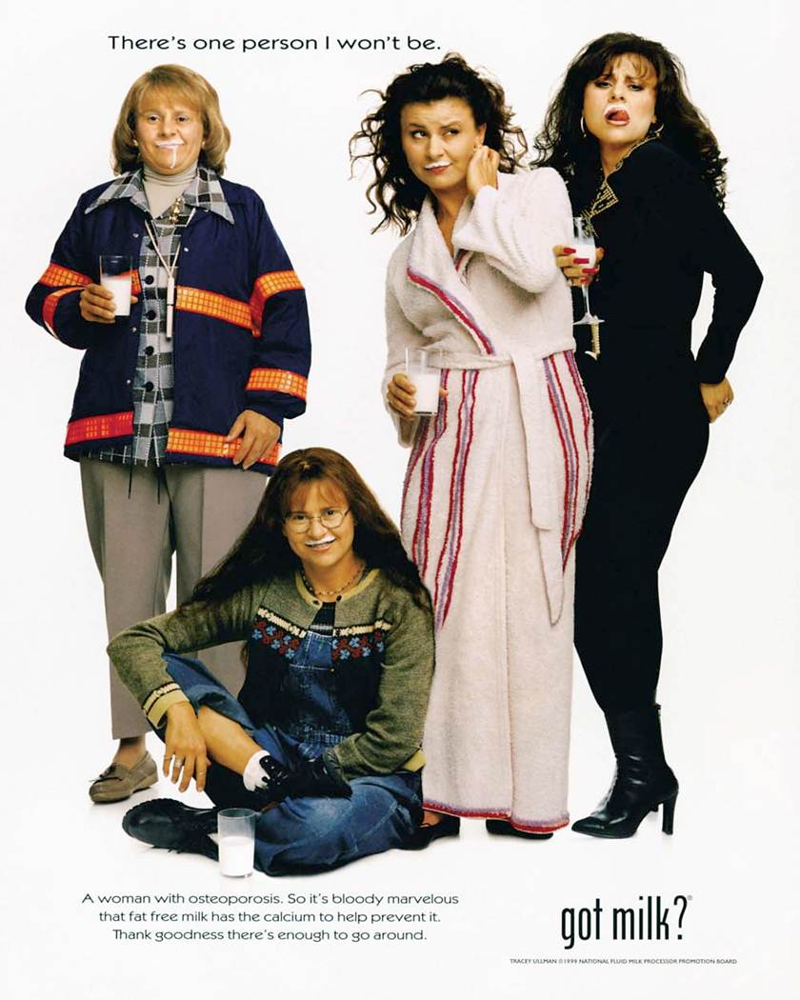 There's one person I won't be.
A woman with osteoporosis. So it's bloody marvelous
that fat free milk has the calcium to help prevent it.
Thank goodness there's enough to go around.
got milk?
TRACEY ULLMAN ©1999 NATIONAL FLUID MILK PROCESSOR PROMOTION BOARD